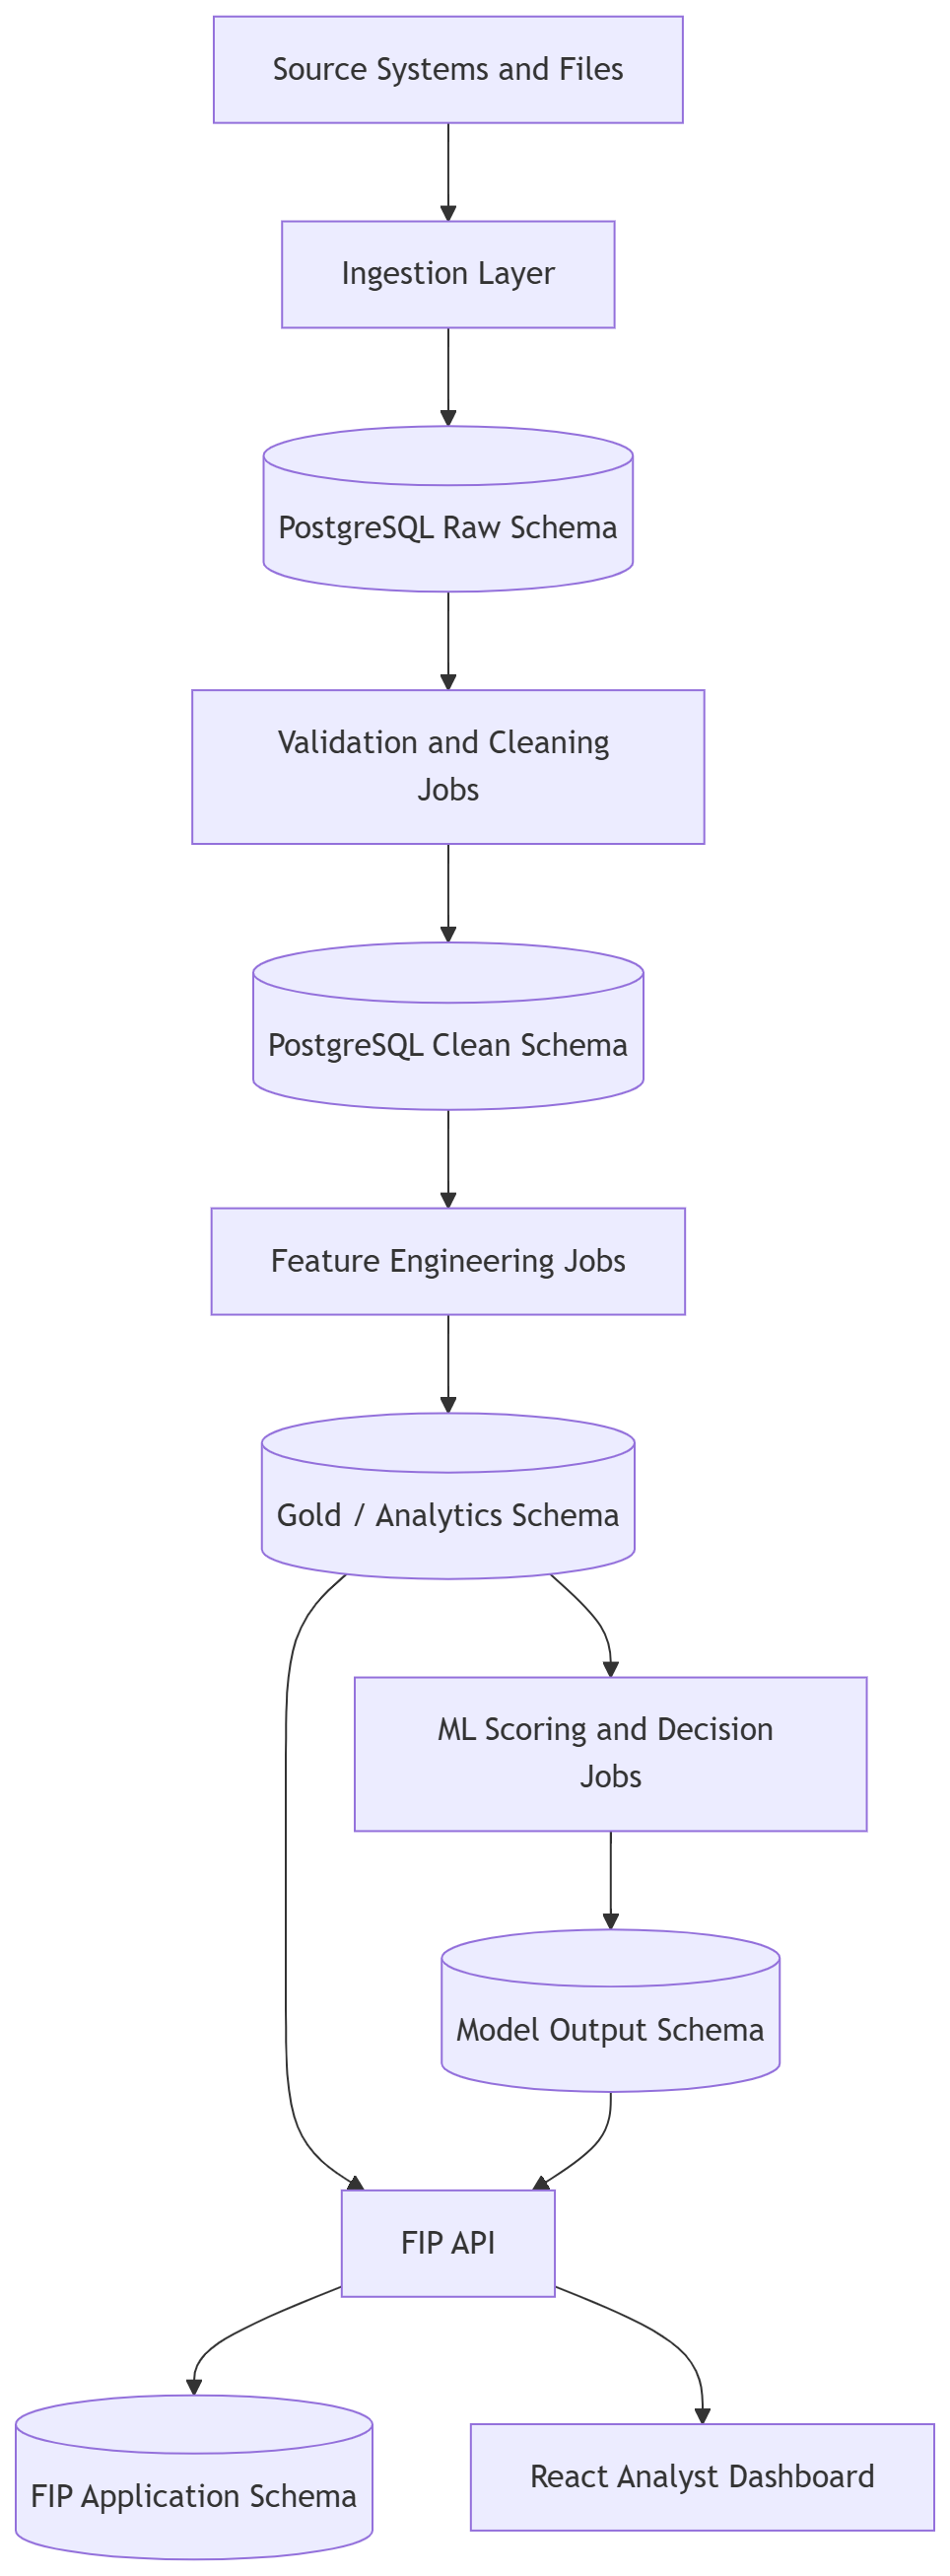 Source Systems and Files
Ingestion Layer
PostgreSQL Raw Schema
Validation and Cleaning
Jobs
PostgreSQL Clean Schema
Feature Engineering Jobs
Gold / Analytics Schema
ML Scoring and Decision
Jobs
Model Output Schema
FIP API
FIP Application Schema
React Analyst Dashboard